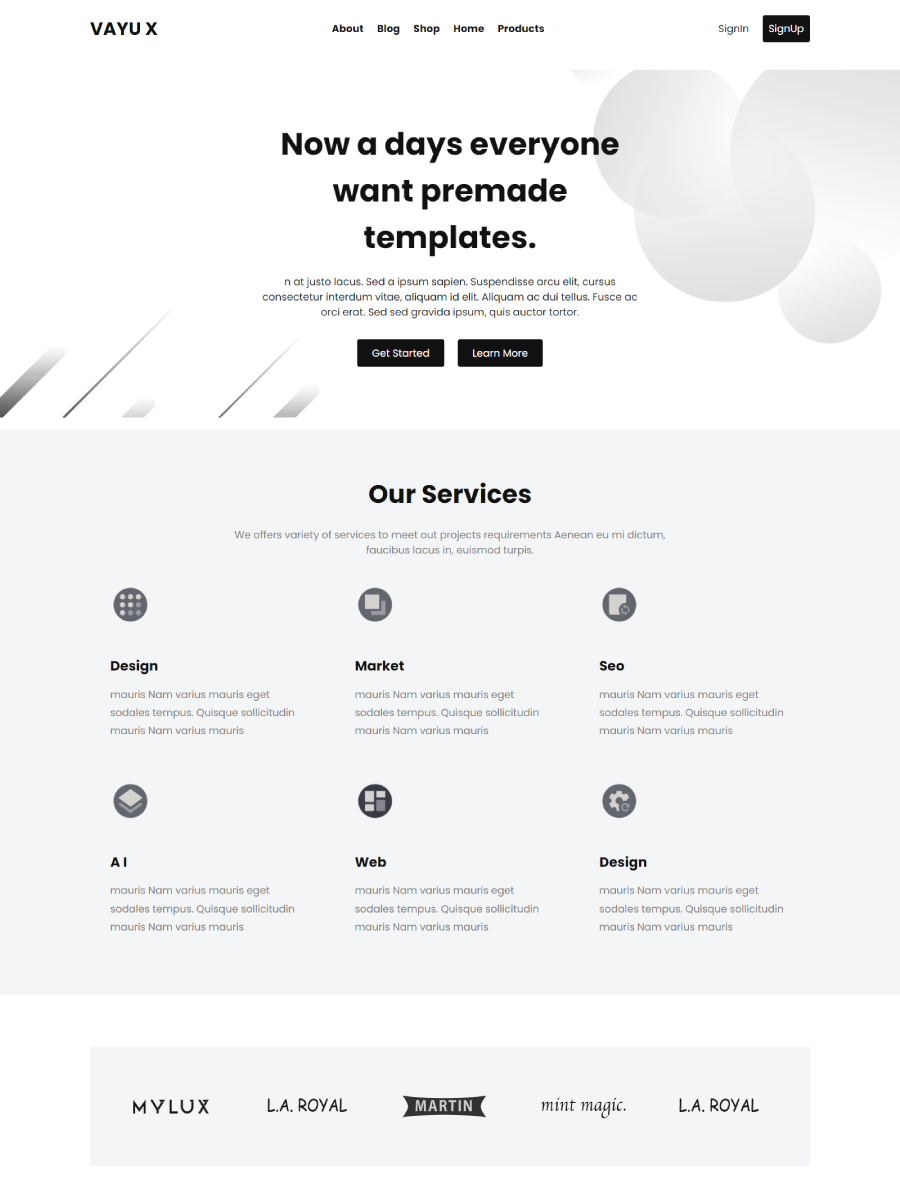 VAYU X
About Blog Shop Home Products
SignIn SignUp
Now a days everyone
want premade
templates.
n at justo lacus. Sed a ipsum sapien. Suspendisse arcu elit, cursus
consectetur interdum vitae, aliquam id elit. Aliquam ac dui tellus. Fusce ac
orci erat. Sed sed gravida ipsum, quis auctor tortor.
Get Started Learn More
Our Services
We offers variety of services to meet out projects requirements Aenean eu mi dictum,
faucibus lacus in, euismod turpis.
Design
mauris Nam varius mauris eget
sodales tempus. Quisque sollicitudin
mauris Nam varius mauris
Market
mauris Nam varius mauris eget
sodales tempus. Quisque sollicitudin
mauris Nam varius mauris
Seo
mauris Nam varius mauris eget
sodales tempus. Quisque sollicitudin
mauris Nam varius mauris
A I
mauris Nam varius mauris eget
sodales tempus. Quisque sollicitudin
mauris Nam varius mauris
Web
mauris Nam varius mauris eget
sodales tempus. Quisque sollicitudin
mauris Nam varius mauris
Design
mauris Nam varius mauris eget
sodales tempus. Quisque sollicitudin
mauris Nam varius mauris
MYLUX
L.A. ROYAL
MARTIN
mint magic.
L.A. ROYAL